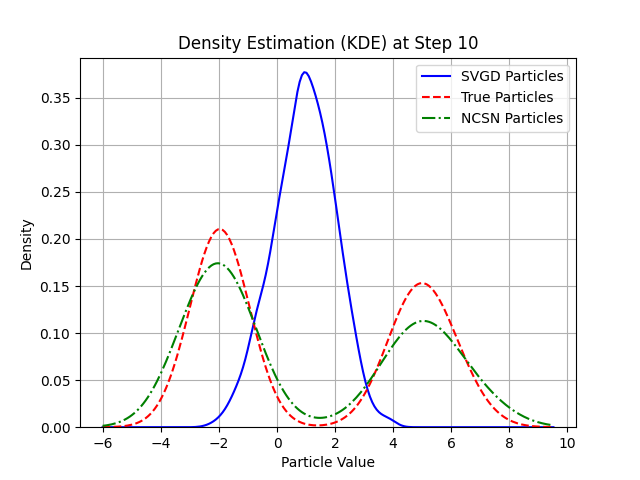 Density Estimation (KDE) at Step 10
SVGD Particles
True Particles
NCSN Particles
Density
0.35
0.30
0.25
0.20
0.15
0.10
0.05
0.00
−6 −4 −2 0 2 4 6 8 10
Particle Value